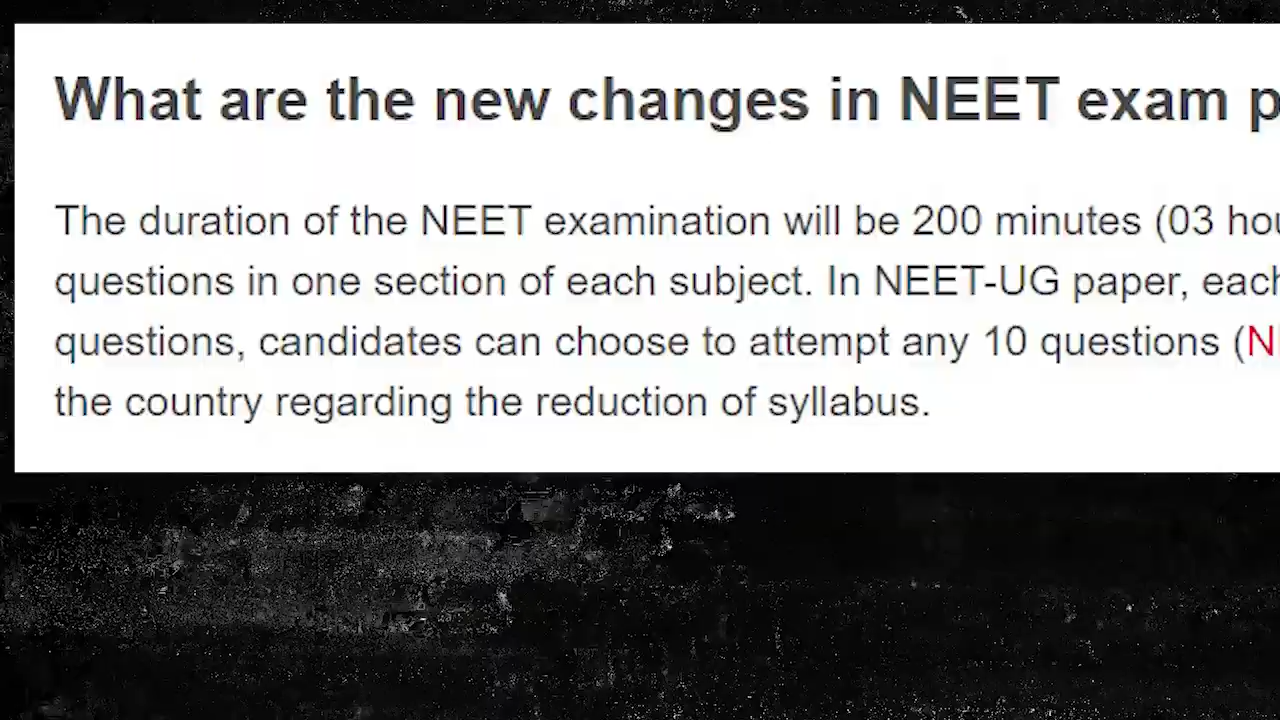 What are the new changes in NEET exam
The duration of the NEET examination will be 200 minutes (03
questions in one section of each subject. In NEET-UG paper, each
questions, candidates can choose to attempt any 10 questions (
the country regarding the reduction of syllabus.